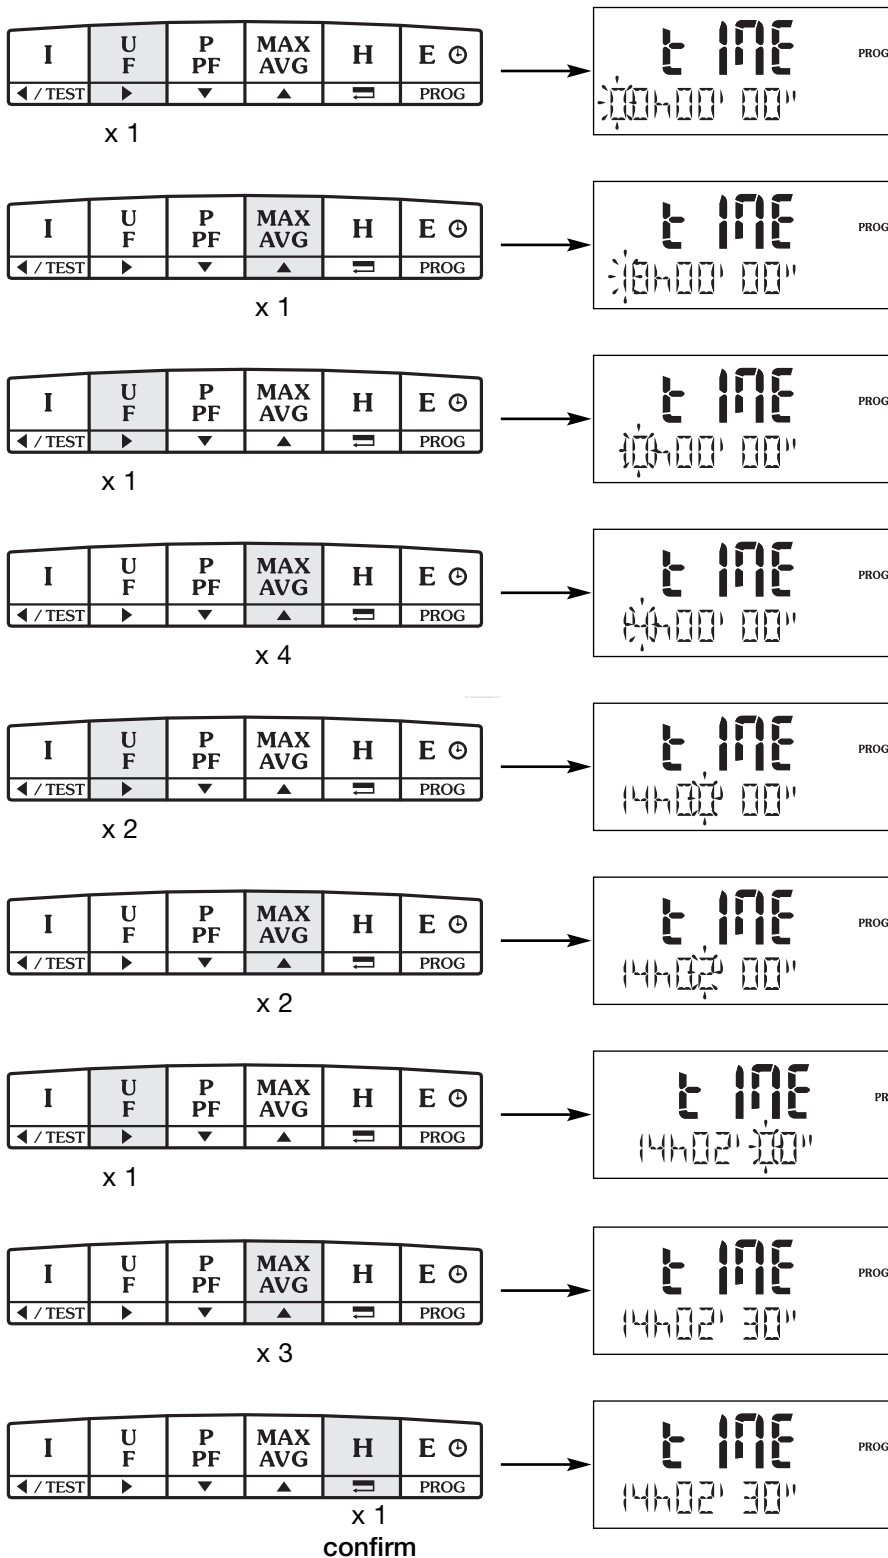 I U F P PF MAX AVG H E
◀ / TEST ▶ ▼ ▲ PROG
x 1
t IME PROG
00h00' 00"
I U F P PF MAX AVG H E
◀ / TEST ▶ ▼ ▲ PROG
x 1
t IME PROG
10h00' 00"
I U F P PF MAX AVG H E
◀ / TEST ▶ ▼ ▲ PROG
x 1
t IME PROG
10h00' 00"
I U F P PF MAX AVG H E
◀ / TEST ▶ ▼ ▲ PROG
x 4
t IME PROG
14h00' 00"
I U F P PF MAX AVG H E
◀ / TEST ▶ ▼ ▲ PROG
x 2
t IME PROG
14h00' 00"
I U F P PF MAX AVG H E
◀ / TEST ▶ ▼ ▲ PROG
x 2
t IME PROG
14h02' 00"
I U F P PF MAX AVG H E
◀ / TEST ▶ ▼ ▲ PROG
x 1
t IME PR
14h02' 00"
I U F P PF MAX AVG H E
◀ / TEST ▶ ▼ ▲ PROG
x 3
t IME PROG
14h02' 30"
I U F P PF MAX AVG H E
◀ / TEST ▶ ▼ ▲ PROG
x 1
confirm
t IME PROG
14h02' 30"